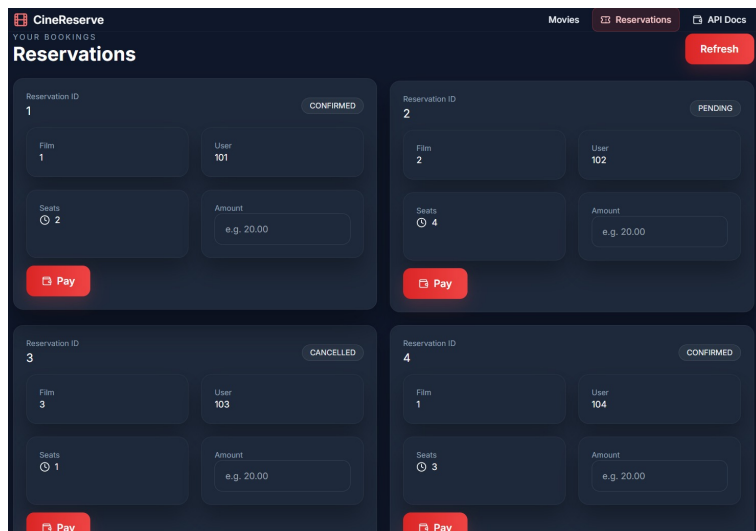 CineReserve
Movies
Reservations
API Docs
YOUR BOOKINGS
Reservations
Refresh
Reservation ID
1
CONFIRMED
Film
1
User
101
Seats
2
Amount
e.g. 20.00
Pay
Reservation ID
2
PENDING
Film
2
User
102
Seats
4
Amount
e.g. 20.00
Pay
Reservation ID
3
CANCELLED
Film
3
User
103
Seats
1
Amount
e.g. 20.00
Pay
Reservation ID
4
CONFIRMED
Film
1
User
104
Seats
3
Amount
e.g. 20.00
Pay